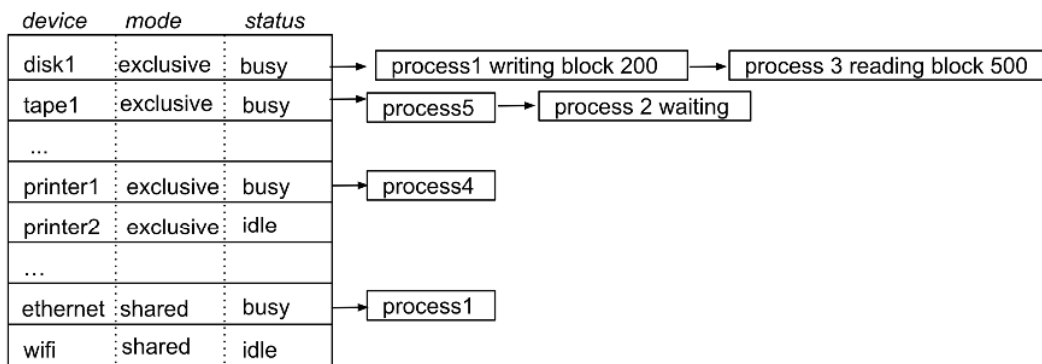 device mode status
disk1 exclusive busy process1 writing block 200 process 3 reading block 500
tape1 exclusive busy process5 process 2 waiting
...
printer1 exclusive busy process4
printer2 exclusive idle
...
ethernet shared busy process1
wifi shared idle